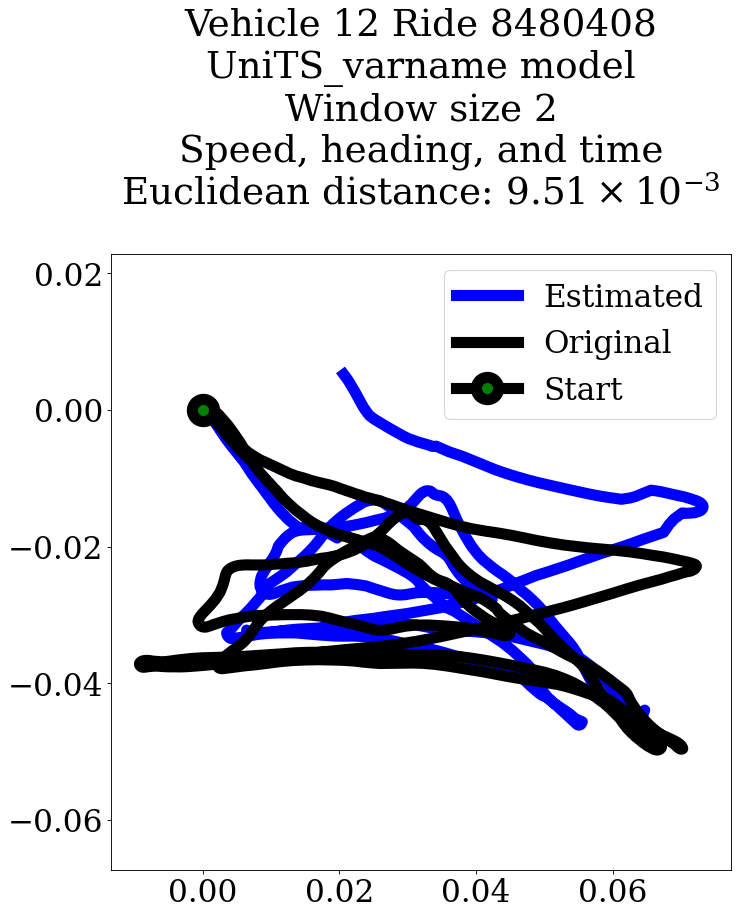 Vehicle 12 Ride 8480408
UniTS_varname model
Window size 2
Speed, heading, and time
Euclidean distance: 9.51 × 10⁻³
Estimated
Original
Start
0.02
0.00
−0.02
−0.04
−0.06
0.00 0.02 0.04 0.06